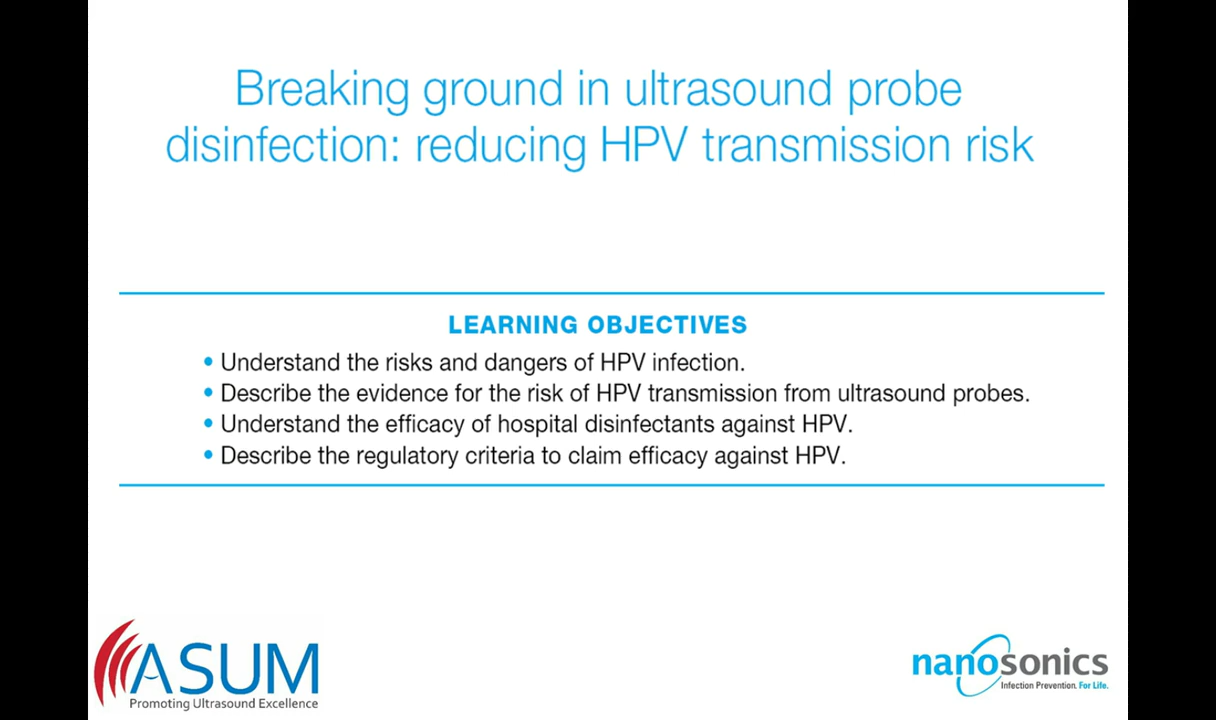 Breaking ground in ultrasound probe
disinfection: reducing HPV transmission risk
LEARNING OBJECTIVES
• Understand the risks and dangers of HPV infection.
• Describe the evidence for the risk of HPV transmission from ultrasound probes.
• Understand the efficacy of hospital disinfectants against HPV.
• Describe the regulatory criteria to claim efficacy against HPV.
ASUM
Promoting Ultrasound Excellence
nanosonics
Infection Prevention. For Life.